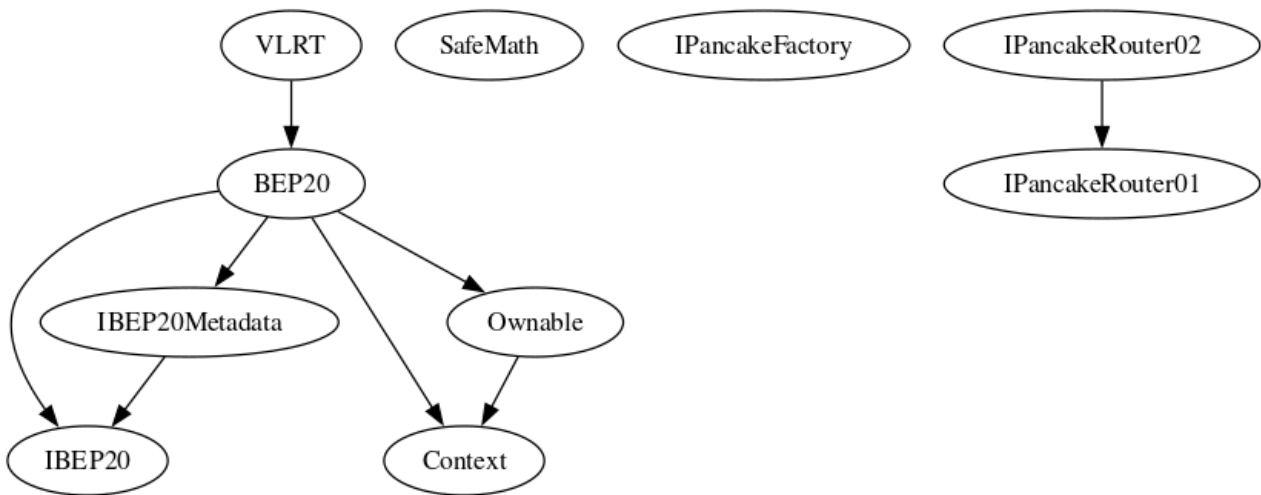 VLRT
SafeMath
IPancakeFactory
IPancakeRouter02
BEP20
IPancakeRouter01
IBEP20Metadata
Ownable
IBEP20
Context